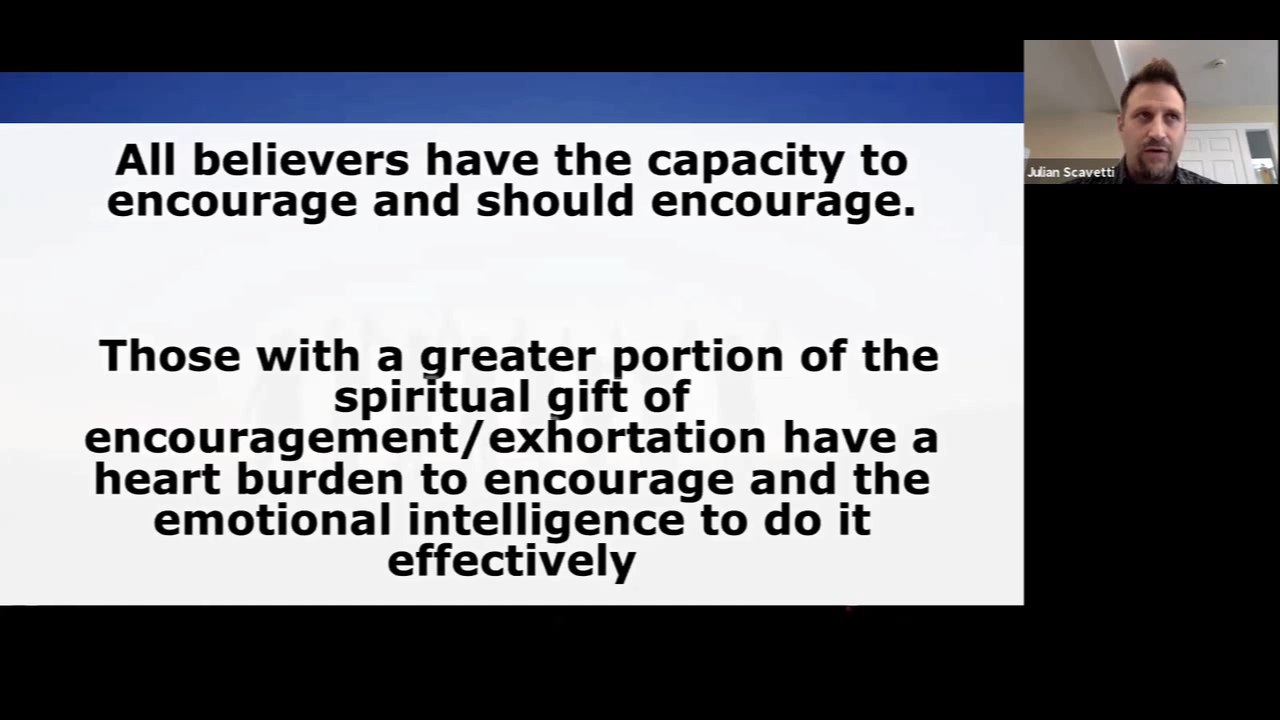 All believers have the capacity to
encourage and should encourage.
Those with a greater portion of the
spiritual gift of
encouragement/exhortation have a
heart burden to encourage and the
emotional intelligence to do it
effectively
Julian Scavetti